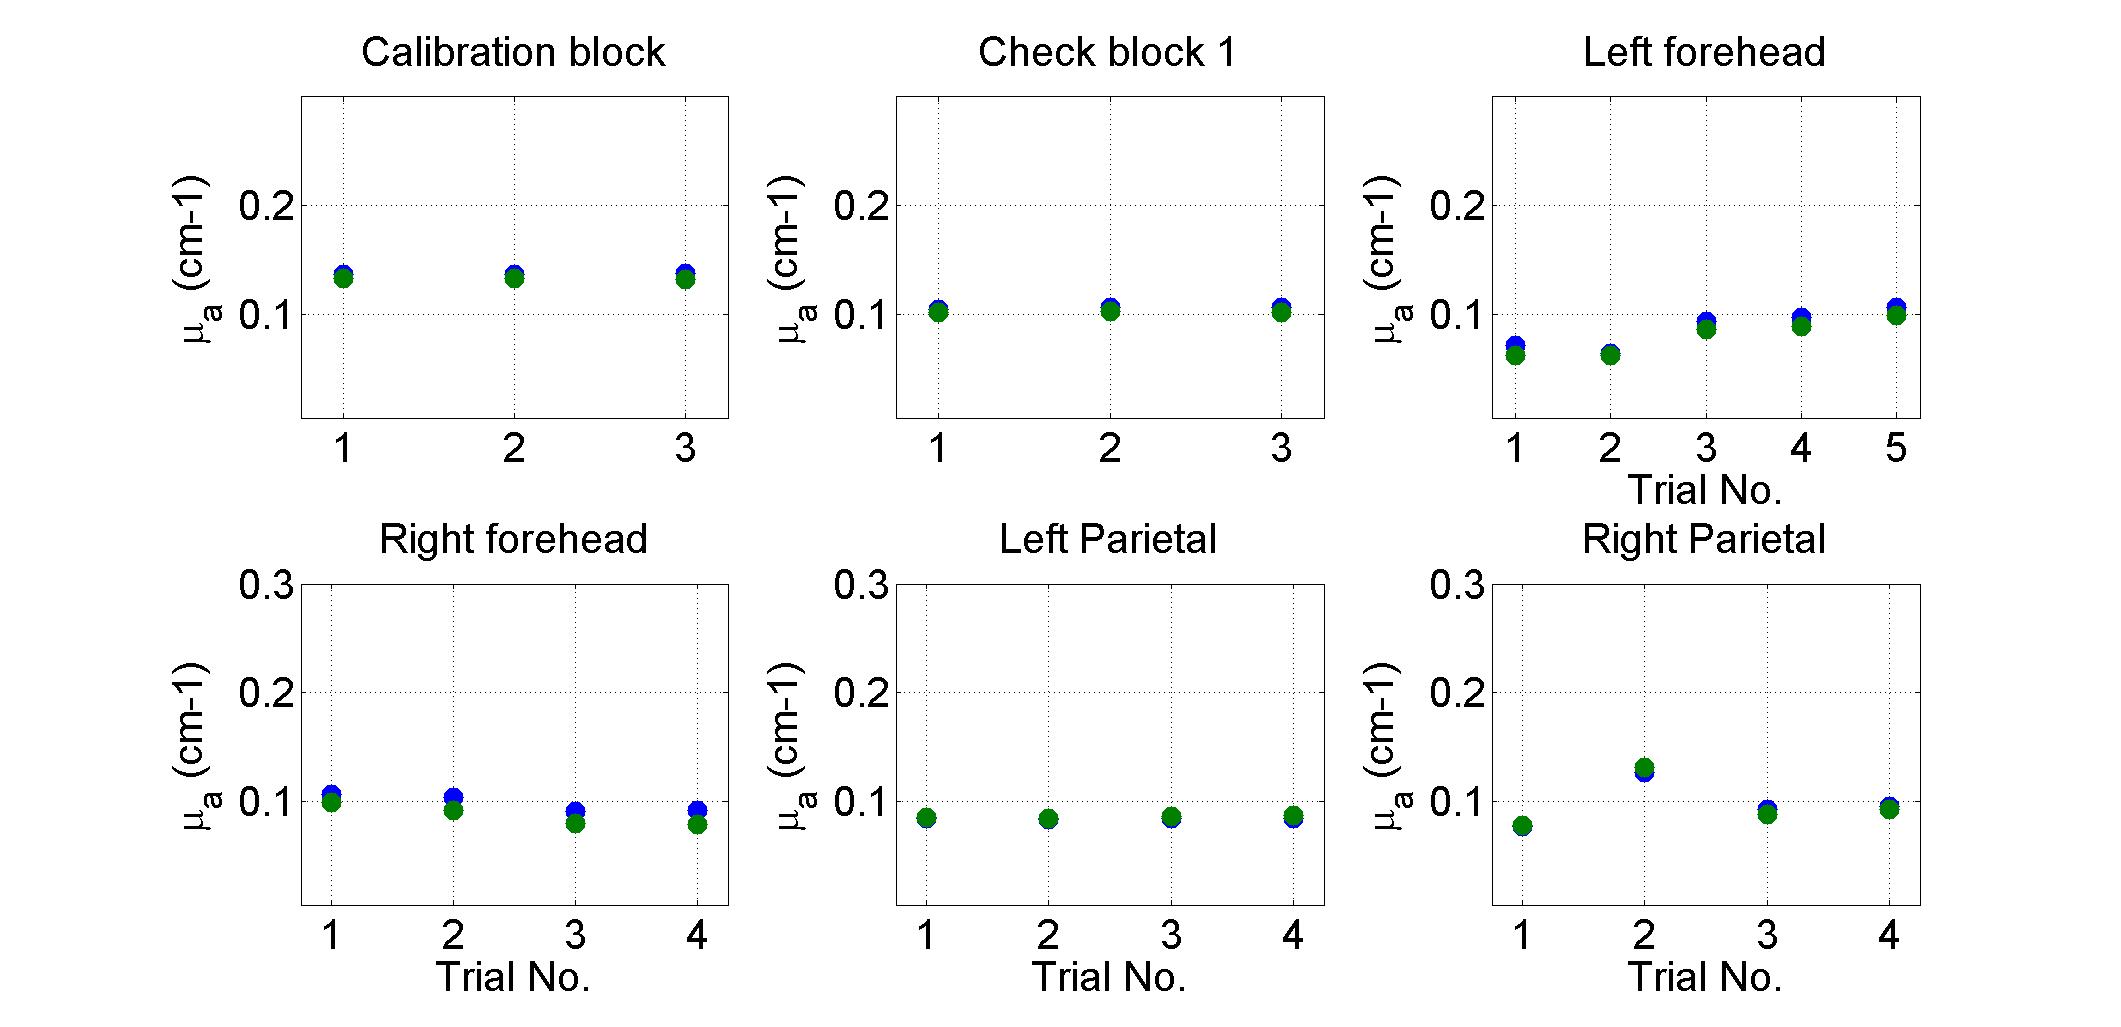 Calibration block
Check block 1
Left forehead
μa (cm-1)
0.2
0.1
1 2 3
μa (cm-1)
0.2
0.1
1 2 3
μa (cm-1)
0.2
0.1
1 2 3 4 5
Trial No.
Right forehead
Left Parietal
Right Parietal
μa (cm-1)
0.3
0.2
0.1
1 2 3 4
Trial No.
μa (cm-1)
0.3
0.2
0.1
1 2 3 4
Trial No.
μa (cm-1)
0.3
0.2
0.1
1 2 3 4
Trial No.